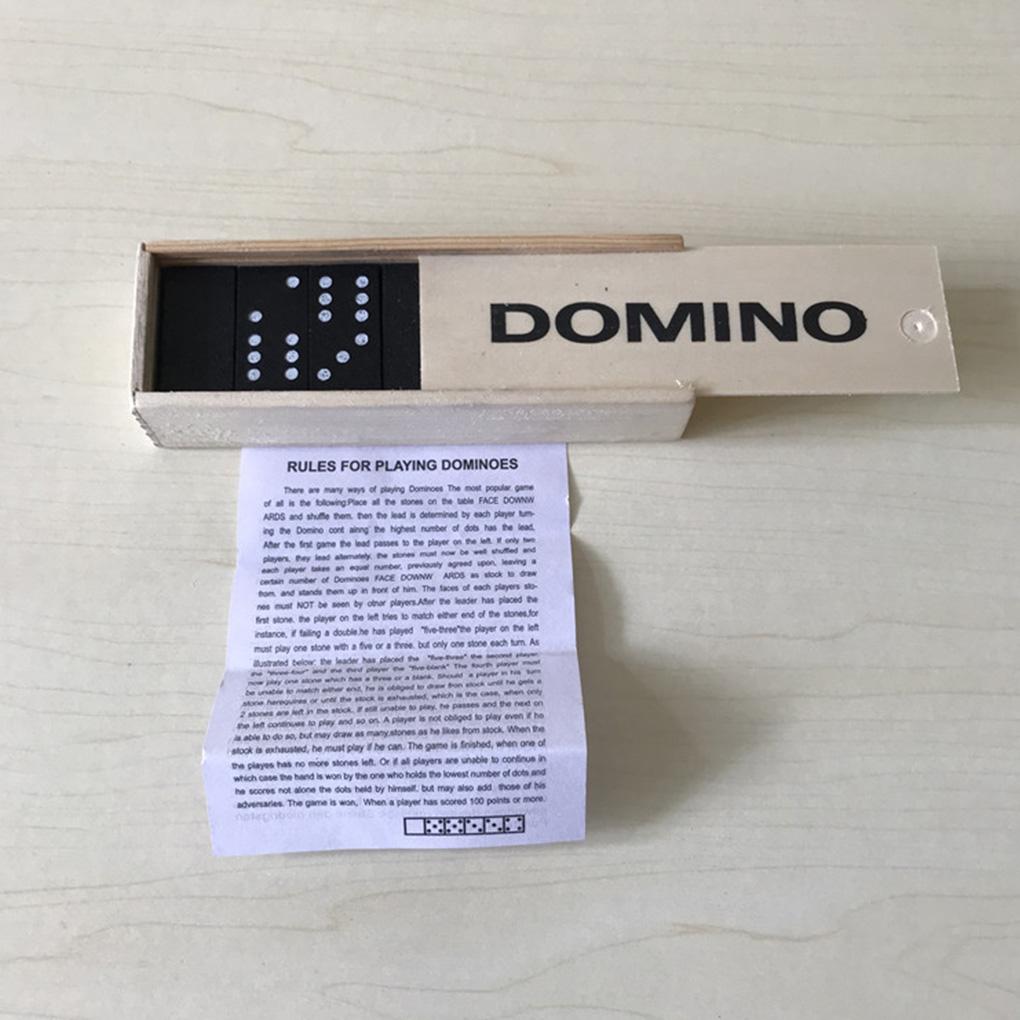 DOMINO
RULES FOR PLAYING DOMINOES
There are many ways of playing Dominoes The most popular game
of all is the following:Place all the stones on the table FACE DOWNW
ARDS and shuffle them, then the lead is determined by each player turn-
ing the Domino cont ainng the highest number of dots has the lead,
After the first game the lead passes to the player on the left. If only two
players, they lead alternately, the stones must now be well shuffled and
each player takes an equal number, previously agreed upon, leaving a
certain number of Dominoes FACE DOWNW ARDS as stock to draw
from, and stands them up in front of him. The faces of each players sto-
nes must NOT be seen by otnor players.After the leader has placed the
first stone, the player on the left tries to match either end of the stones,for
instance, if failing a double,he has played "five-three"the player on the left
must play one stone with a five or a three, but only one stone each turn. As
illustrated below: the leader has placed the "five-three" the second player,
the "three-four" and the third player the "five-blank" The fourth player must
now play one stone which has a three or a blank. Should a player in his turn
be unable to match either end, he is obliged to draw fron stock until he gets a
stone herequires or until the stock is exhausted, which is the case, when only
2 stones are left in the stock. If still unable to play, he passes and the next on
the left continues to play and so on. A player is not obliged to play even if he
is able to do so, but may draw as many,stones as he likes from stock. When the
stock is exhausted, he must play if he can. The game is finished, when one of
the playes has no more stones left. Or if all players are unable to continue in
which case the hand is won by the one who holds the lowest number of dots and
he scores not alone the dots held by himself, but may also add those of his
adversaries. The game is won, When a player has scored 100 points or more.